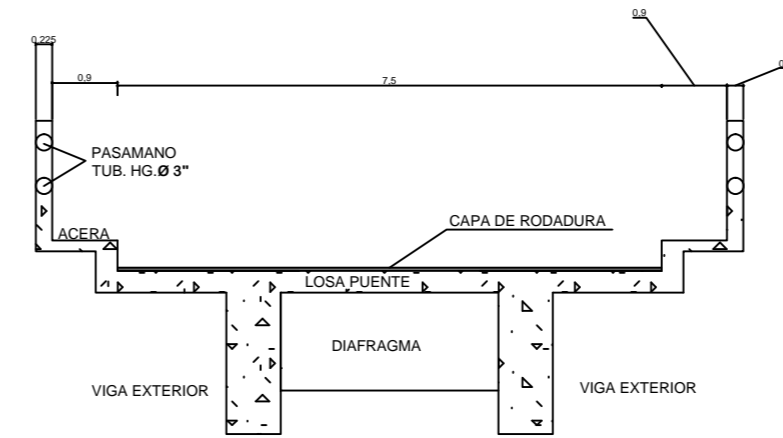 0,9
0,225
0,9
7,5
PASAMANO
TUB. HG.Ø 3"
ACERA
CAPA DE RODADURA
LOSA PUENTE
DIAFRAGMA
VIGA EXTERIOR
VIGA EXTERIOR